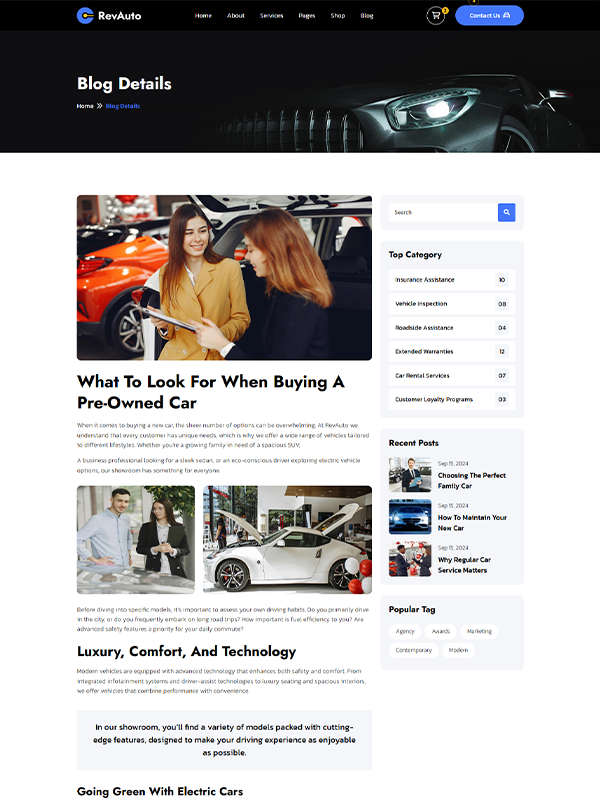 RevAuto
Home About Services Pages Shop Blog
Contact Us
Blog Details
Home Blog Details
What To Look For When Buying A
Pre-Owned Car
When it comes to buying a new car, the sheer number of options can be overwhelming. At RevAuto we
understand that every customer has unique needs, which is why we offer a wide range of vehicles tailored
to different lifestyles. Whether you're a growing family in need of a spacious SUV,
A business professional looking for a sleek sedan, or an eco-conscious driver exploring electric vehicle
options, our showroom has something for everyone.
Before diving into specific models, it's important to assess your own driving habits. Do you primarily drive
in the city, or do you frequently embark on long road trips? How important is fuel efficiency to you? Are
advanced safety features a priority for your daily commute?
Luxury, Comfort, And Technology
Modern vehicles are equipped with advanced technology that enhances both safety and comfort. From
integrated infotainment systems and driver-assist technologies to luxury seating and spacious interiors,
we offer vehicles that combine performance with convenience.
In our showroom, you'll find a variety of models packed with cutting-
edge features, designed to make your driving experience as enjoyable
as possible.
Going Green With Electric Cars
Search
Top Category
Insurance Assistance 10
Vehicle Inspection 08
Roadside Assistance 04
Extended Warranties 12
Car Rental Services 07
Customer Loyalty Programs 03
Recent Posts
Sep 15, 2024
Choosing The Perfect
Family Car
Sep 15, 2024
How To Maintain Your
New Car
Sep 15, 2024
Why Regular Car
Service Matters
Popular Tag
Agency Awards Marketing
Contemporary Modern